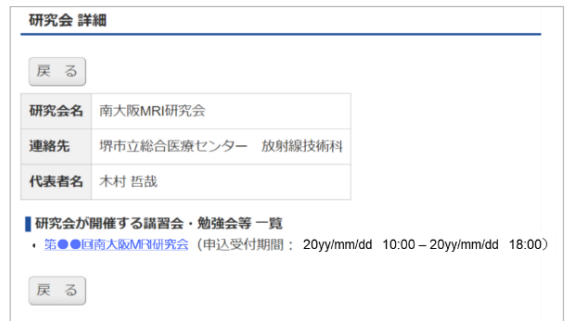 研究会 詳細
戻 る
研究会名 南大阪MRI研究会
連絡先 堺市立総合医療センター 放射線技術科
代表者名 木村 哲哉
研究会が開催する講習会・勉強会等 一覧
・ 第●●回南大阪MRI研究会 （申込受付期間： 20yy/mm/dd 10:00 – 20yy/mm/dd 18:00）
戻 る